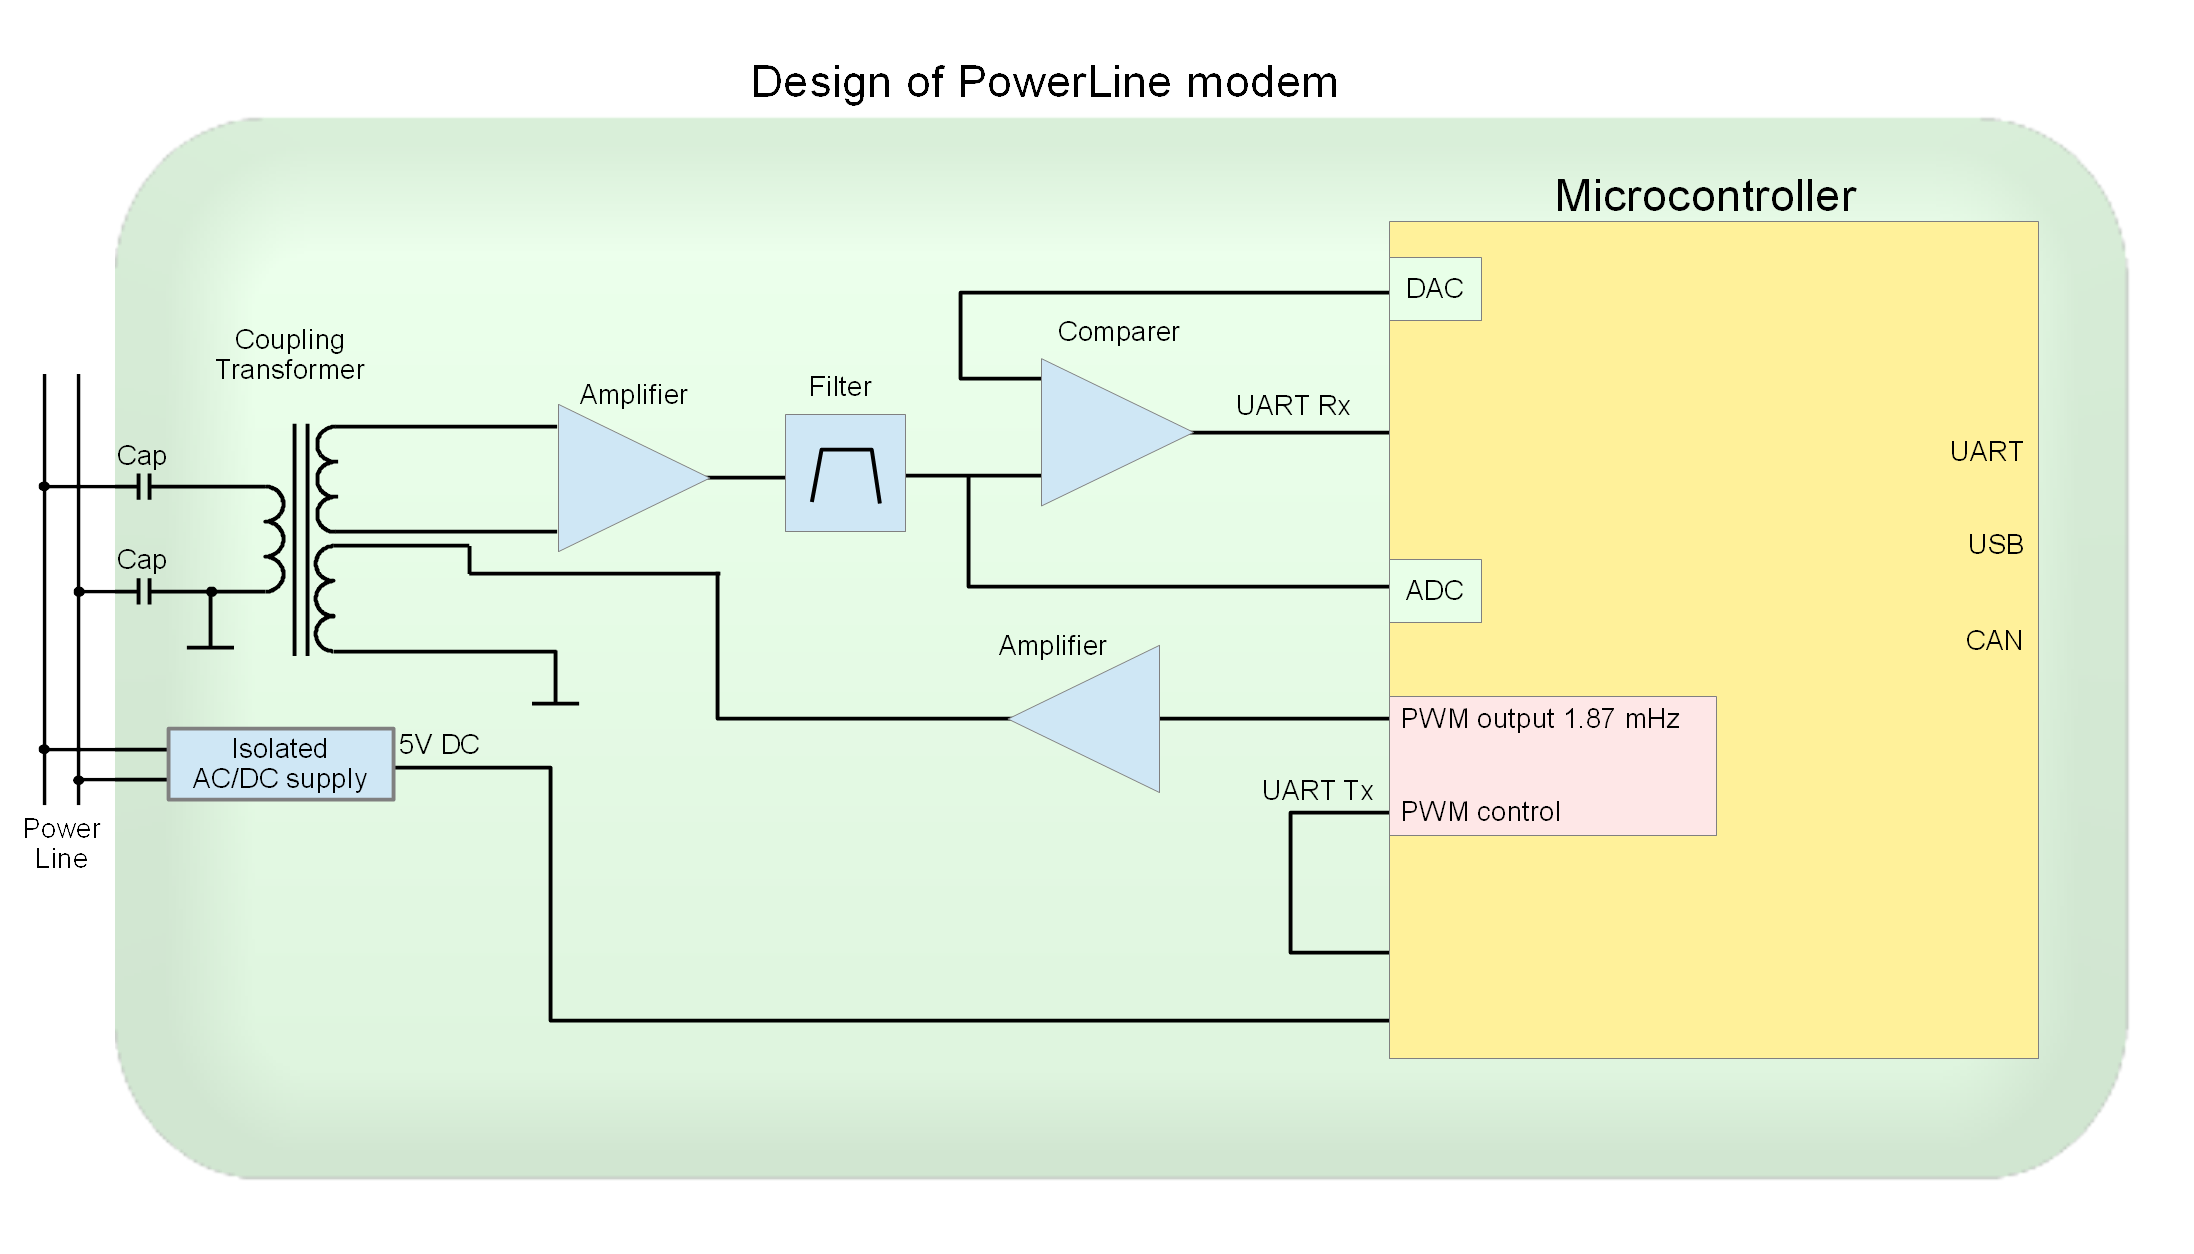 Design of PowerLine modem
Microcontroller
DAC
Comparer
Coupling
Transformer
Amplifier
Filter
UART Rx
UART
Cap
USB
Cap
ADC
CAN
Amplifier
PWM output 1.87 mHz
Isolated
AC/DC supply
5V DC
UART Tx
PWM control
Power
Line